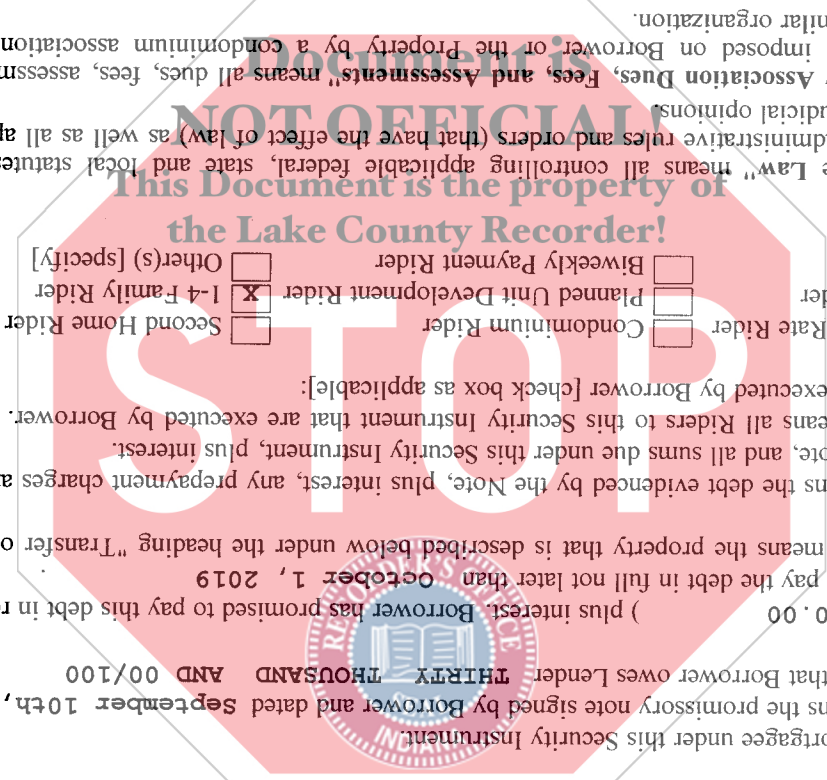 Document is
NOT OFFICIAL!
This Document is the property of
the Lake County Recorder!
STOP
RECORDER'S OFFICE
SEAL
INDIANA
ortgagee under this Security Instrument.
ns the promissory note signed by Borrower and dated September 10th,
that Borrower owes Lender THIRTY THOUSAND AND 00/100
0.00 ) plus interest. Borrower has promised to pay this debt in r
pay the debt in full not later than October 1, 2019 .
means the property that is described below under the heading "Transfer o
ns the debt evidenced by the Note, plus interest, any prepayment charges a
ote, and all sums due under this Security Instrument, plus interest.
eans all Riders to this Security Instrument that are executed by Borrower.
executed by Borrower [check box as applicable]:
Rate Rider Condominium Rider Second Home Rider
der Planned Unit Development Rider X 1-4 Family Rider
Biweekly Payment Rider Other(s) [specify]
e Law" means all controlling applicable federal, state and local statutes
dministrative rules and orders (that have the effect of law) as well as all ap
udicial opinions.
y Association Dues, Fees, and Assessments" means all dues, fees, assessm
imposed on Borrower or the Property by a condominium association
milar organization.